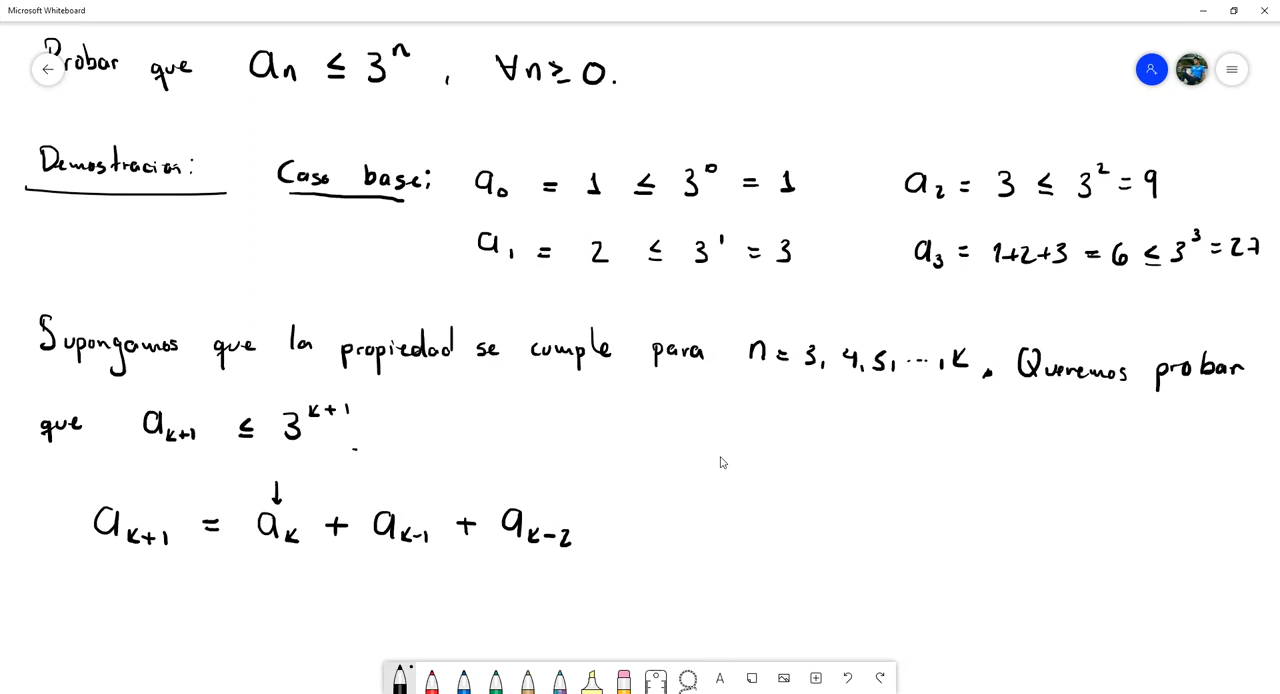 Microsoft Whiteboard
Probar que aₙ ≤ 3ⁿ, ∀n ≥ 0.
Demostración: Caso base: a₀ = 1 ≤ 3⁰ = 1 a₂ = 3 ≤ 3² = 9
a₁ = 2 ≤ 3¹ = 3 a₃ = 1+2+3 = 6 ≤ 3³ = 27
Supongamos que la propiedad se cumple para n = 3, 4, 5, ..., k. Queremos probar
que aₖ₊₁ ≤ 3ᵏ⁺¹.
↓
aₖ₊₁ = aₖ + aₖ₋₁ + aₖ₋₂
A